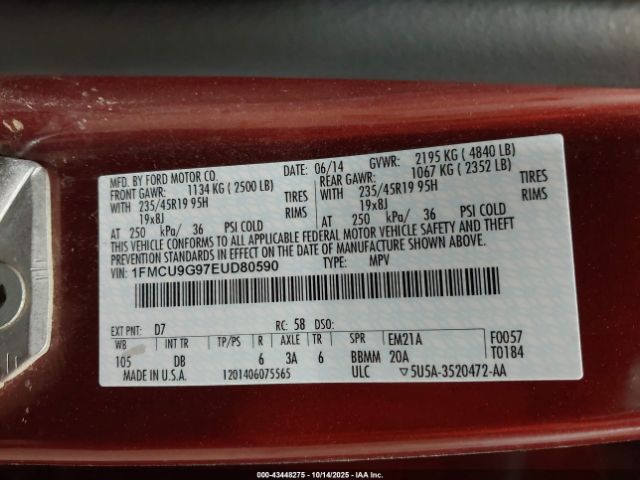 MFD. BY FORD MOTOR CO.
DATE: 06/14
GVWR: 2195 KG ( 4840 LB)
FRONT GAWR: 1134 KG ( 2500 LB)
REAR GAWR: 1067 KG ( 2352 LB)
WITH 235/45R19 95H TIRES
WITH 235/45R19 95H TIRES
19x8J RIMS
19x8J RIMS
AT 250 kPa/ 36 PSI COLD
AT 250 kPa/ 36 PSI COLD
THIS VEHICLE CONFORMS TO ALL APPLICABLE FEDERAL MOTOR VEHICLE SAFETY AND THEFT
PREVENTION STANDARDS IN EFFECT ON THE DATE OF MANUFACTURE SHOWN ABOVE.
VIN: 1FMCU9G97EUD80590 TYPE: MPV
EXT PNT: D7 RC: 58 DSO:
WB INT TR TP/PS R AXLE TR SPR EM21A F0057
105 DB 6 3A 6 BBMM 20A T0184
MADE IN U.S.A. 1201406075565 ULC ▽5U5A-3520472-AA
000-43448275 - 10/14/2025 - IAA Inc.